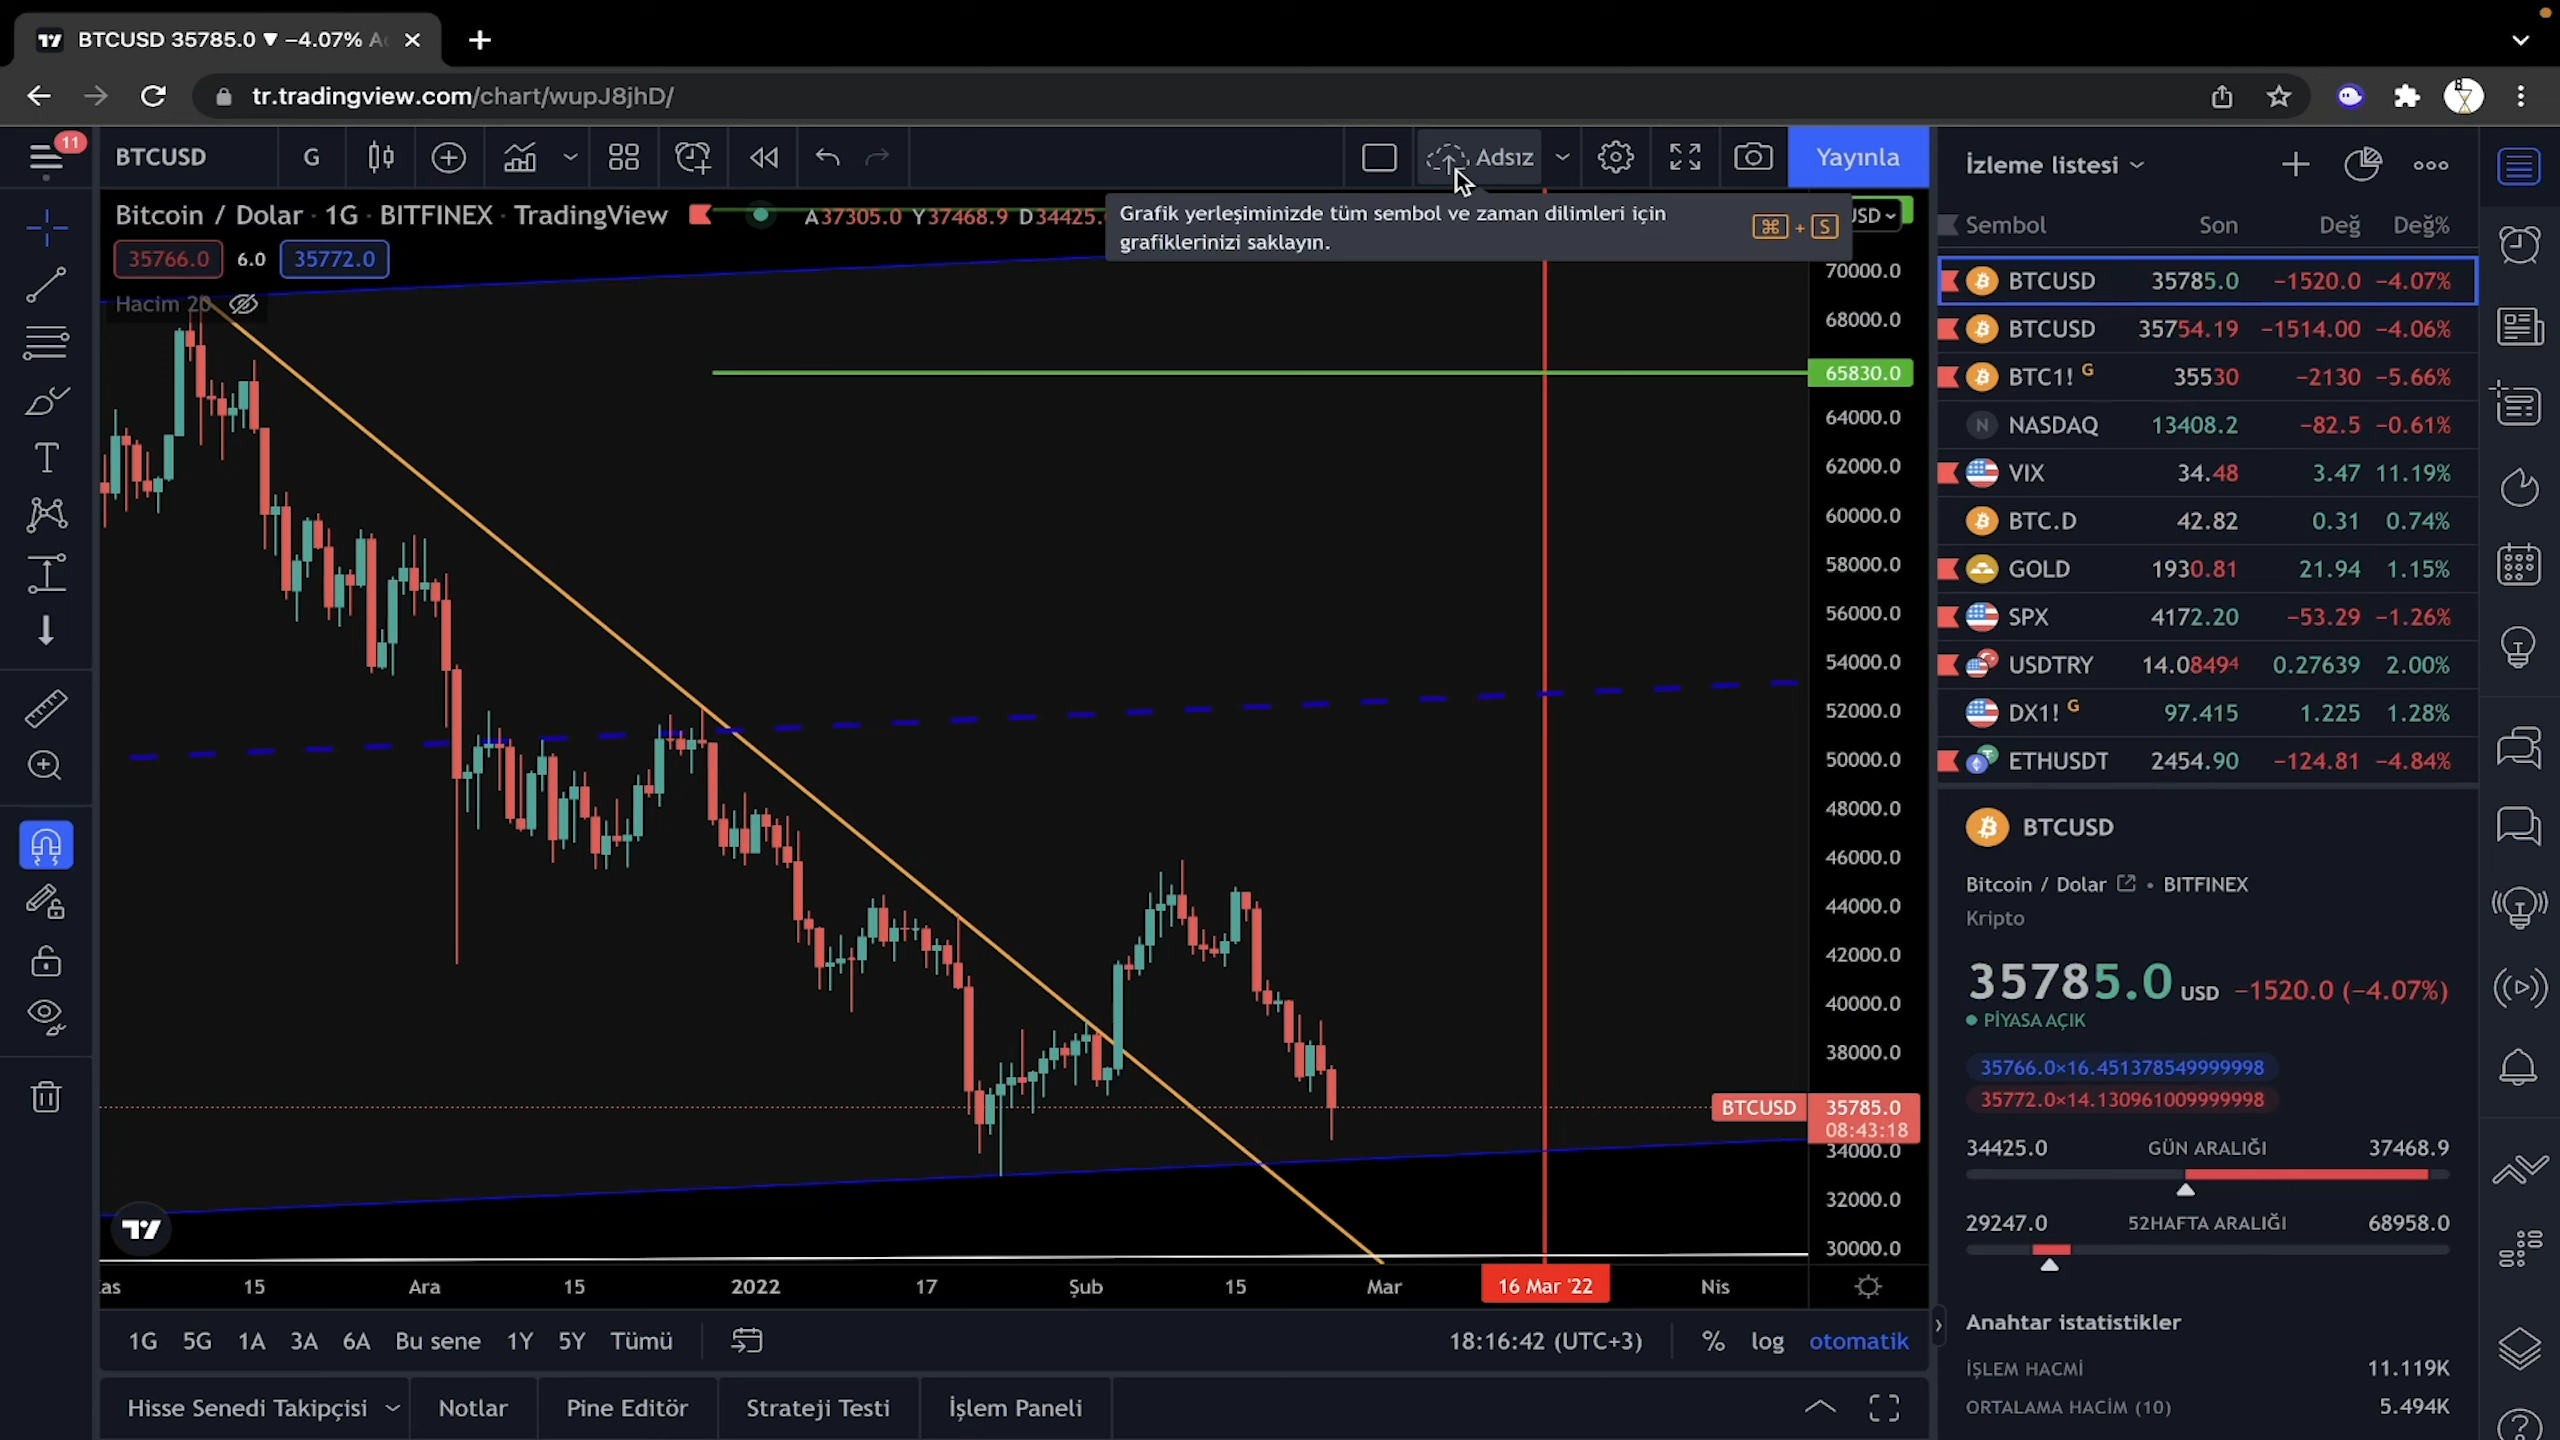 BTCUSD 35785.0 ▼ −4.07%
tr.tradingview.com/chart/wupJ8jhD/
11
BTCUSD
G
Adsız
Yayınla
Bitcoin / Dolar · 1G · BITFINEX · TradingView
A37305.0 Y37468.9 D34425.
Grafik yerleşiminizde tüm sembol ve zaman dilimleri için
grafiklerinizi saklayın.
⌘ + S
USD
35766.0 6.0 35772.0
Hacim 20
70000.0
68000.0
65830.0
64000.0
62000.0
60000.0
58000.0
56000.0
54000.0
52000.0
50000.0
48000.0
46000.0
44000.0
42000.0
40000.0
38000.0
BTCUSD 35785.0
08:43:18
34000.0
32000.0
30000.0
as 15 Ara 15 2022 17 Şub 15 Mar 16 Mar '22 Nis
1G 5G 1A 3A 6A Bu sene 1Y 5Y Tümü
18:16:42 (UTC+3) % log otomatik
Hisse Senedi Takipçisi Notlar Pine Editör Strateji Testi İşlem Paneli
İzleme listesi
Sembol Son Değ Değ%
BTCUSD 35785.0 −1520.0 −4.07%
BTCUSD 35754.19 −1514.00 −4.06%
BTC1! G 35530 −2130 −5.66%
N NASDAQ 13408.2 −82.5 −0.61%
VIX 34.48 3.47 11.19%
BTC.D 42.82 0.31 0.74%
GOLD 1930.81 21.94 1.15%
SPX 4172.20 −53.29 −1.26%
USDTRY 14.08494 0.27639 2.00%
DX1! G 97.415 1.225 1.28%
ETHUSDT 2454.90 −124.81 −4.84%
BTCUSD
Bitcoin / Dolar • BITFINEX
Kripto
35785.0 USD −1520.0 (−4.07%)
PİYASA AÇIK
35766.0×16.451378549999998
35772.0×14.130961009999998
34425.0 GÜN ARALIĞI 37468.9
29247.0 52HAFTA ARALIĞI 68958.0
Anahtar istatistikler
İŞLEM HACMİ 11.119K
ORTALAMA HACİM (10) 5.494K